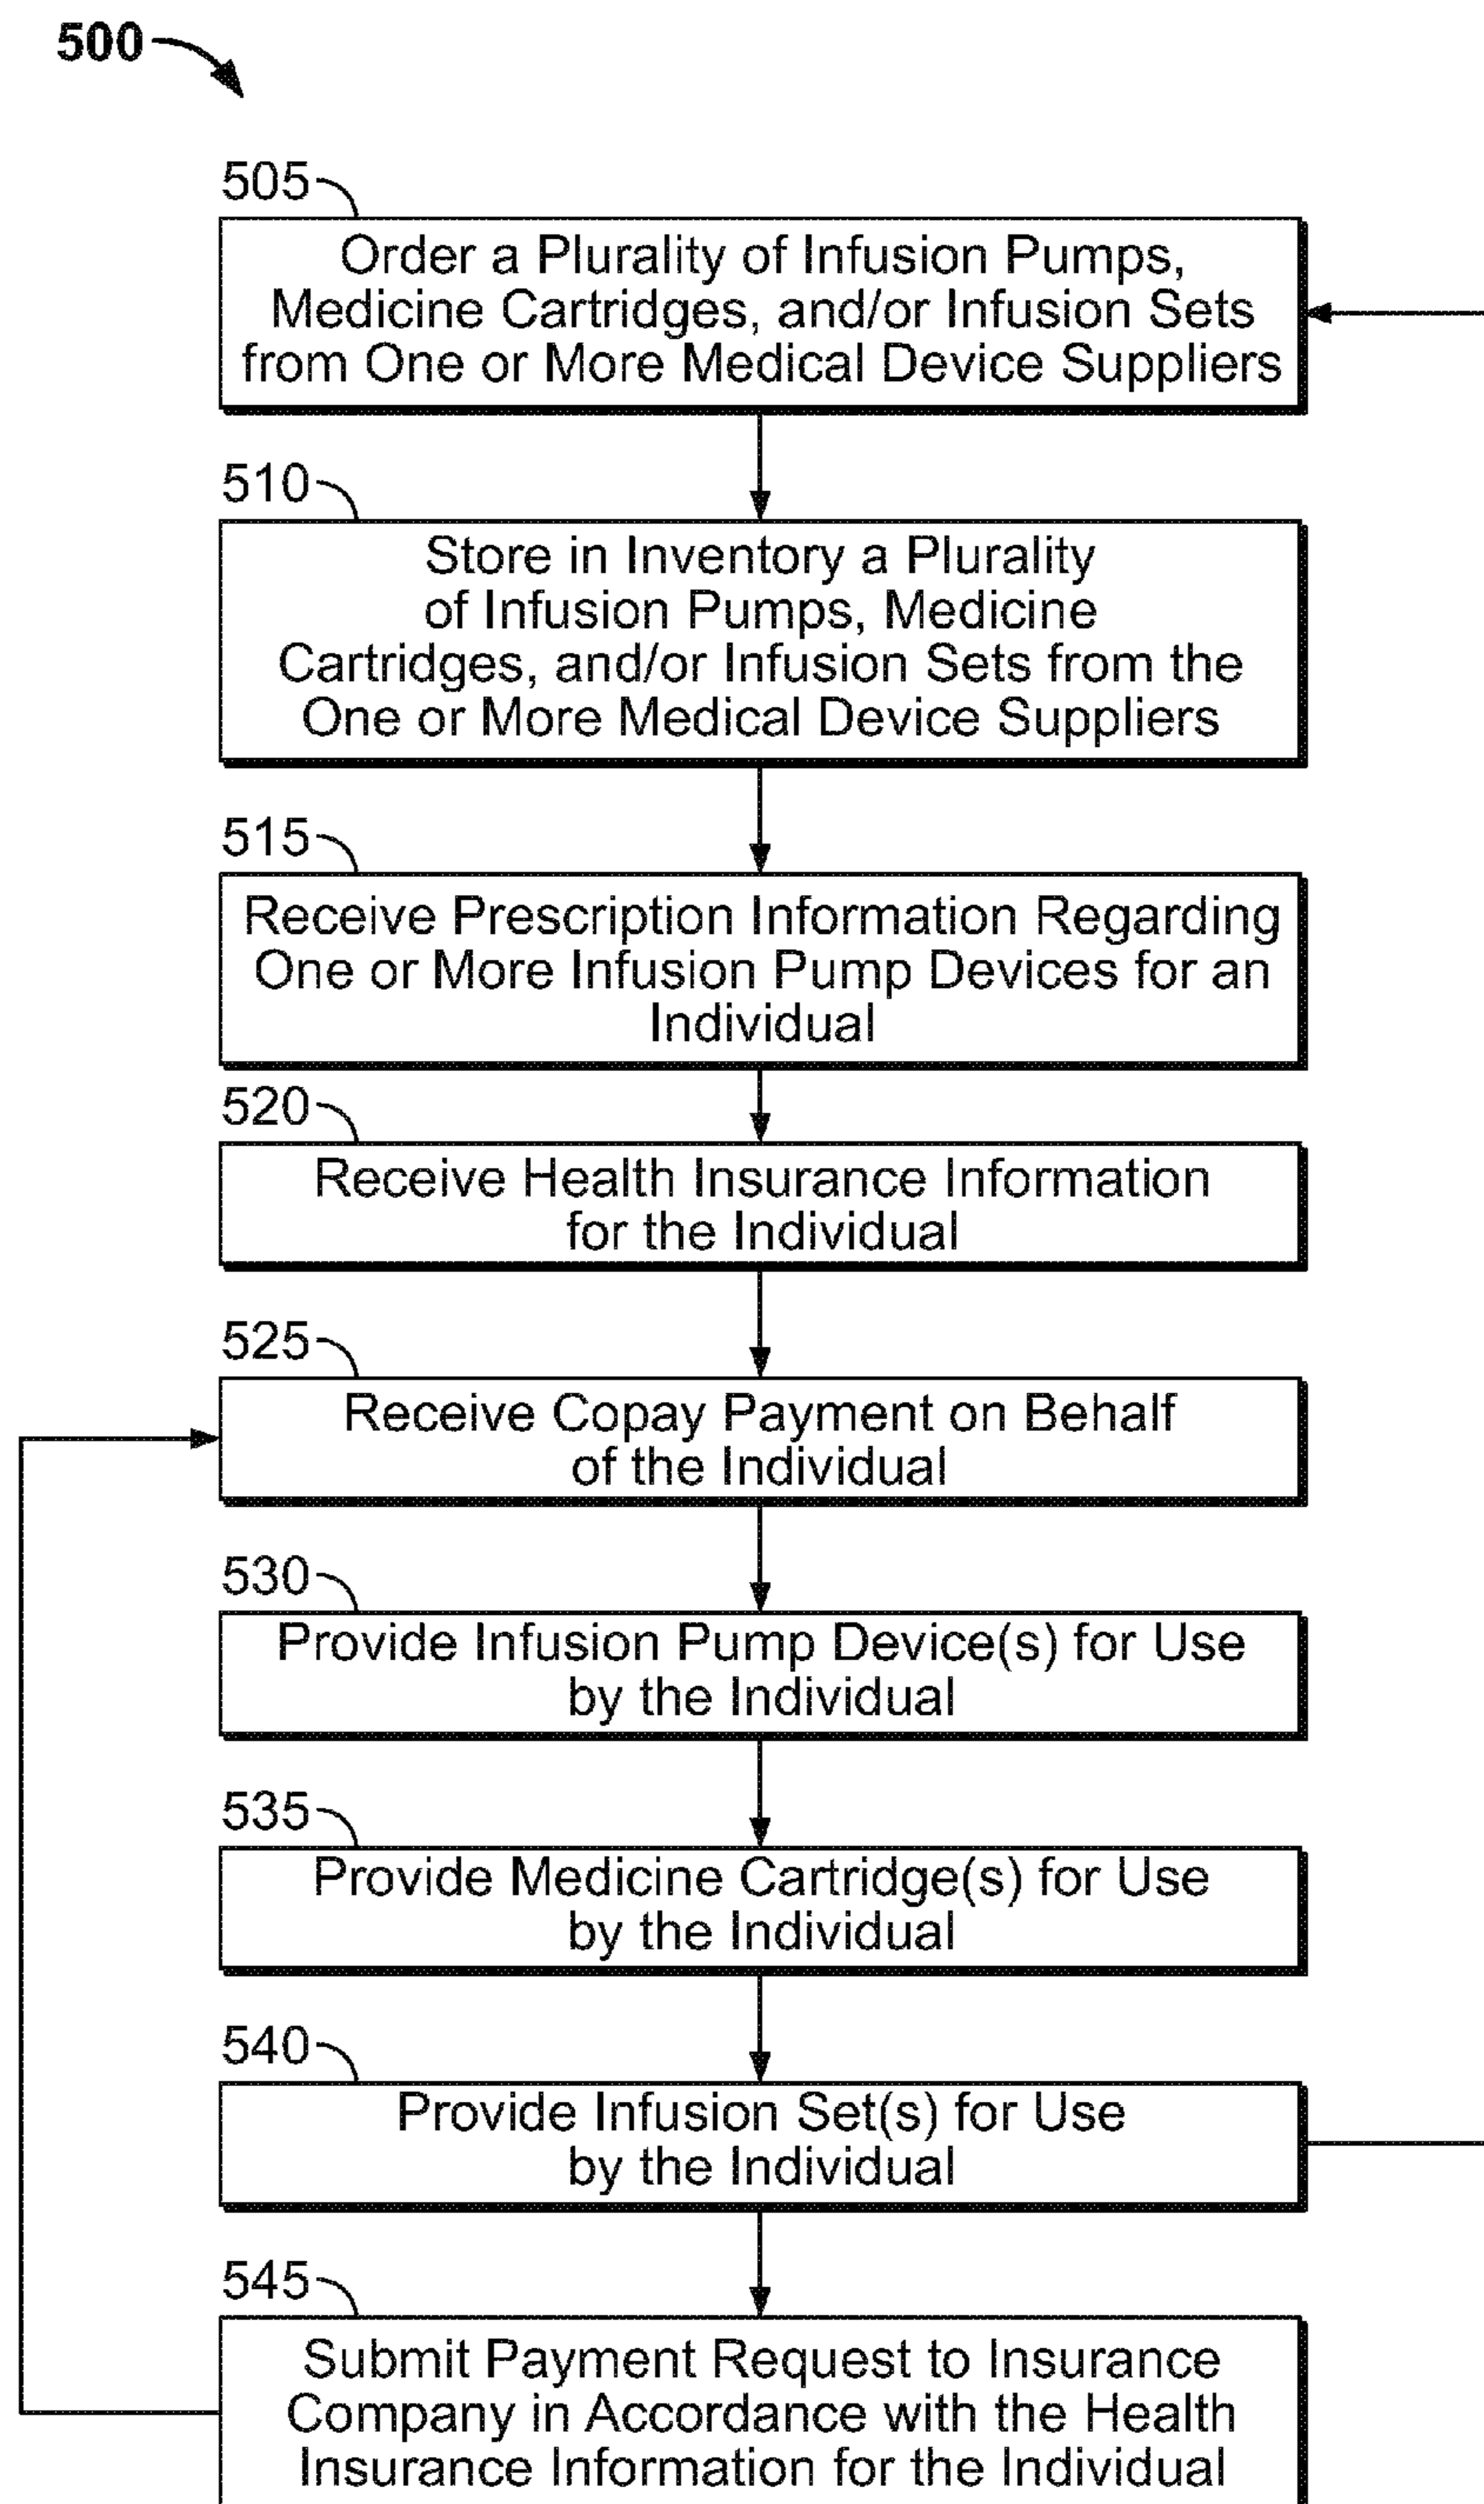 500
505
Order a Plurality of Infusion Pumps,
Medicine Cartridges, and/or Infusion Sets
from One or More Medical Device Suppliers
510
Store in Inventory a Plurality
of Infusion Pumps, Medicine
Cartridges, and/or Infusion Sets from the
One or More Medical Device Suppliers
515
Receive Prescription Information Regarding
One or More Infusion Pump Devices for an
Individual
520
Receive Health Insurance Information
for the Individual
525
Receive Copay Payment on Behalf
of the Individual
530
Provide Infusion Pump Device(s) for Use
by the Individual
535
Provide Medicine Cartridge(s) for Use
by the Individual
540
Provide Infusion Set(s) for Use
by the Individual
545
Submit Payment Request to Insurance
Company in Accordance with the Health
Insurance Information for the Individual